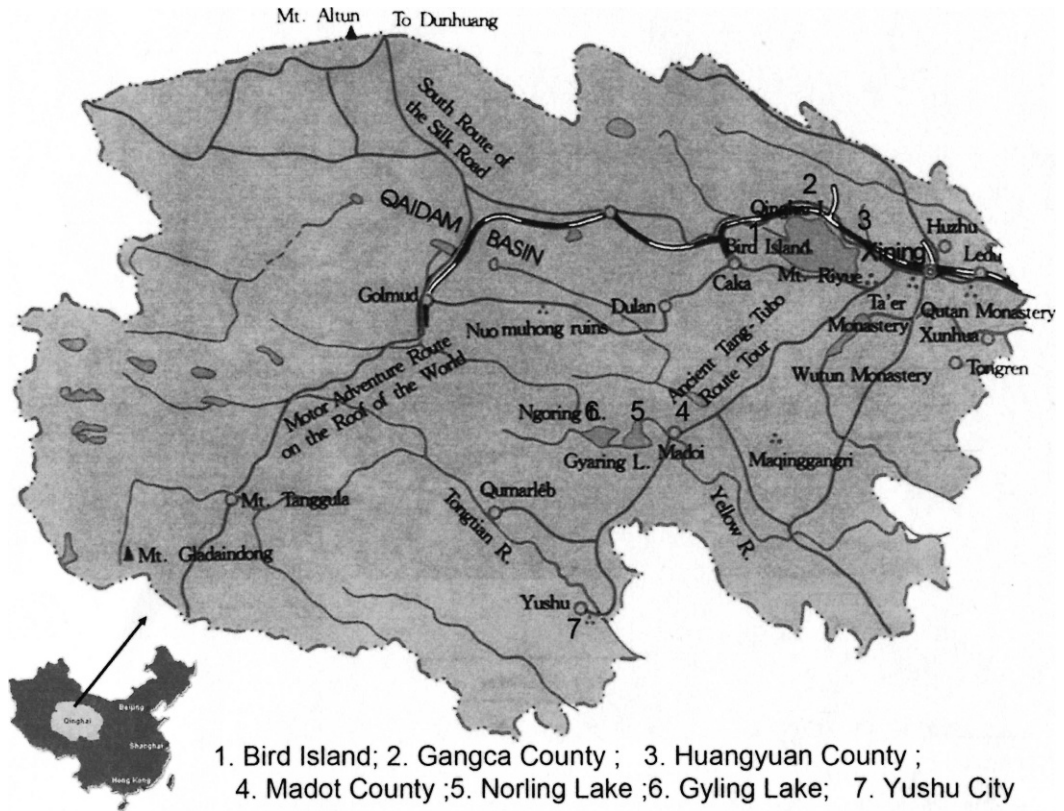 Mt. Altun
To Dunhuang
South Route of
the Silk Road
QAIDAM
BASIN
2
Qinghai L.
1
3
Huzhu
Bird Island.
Xining
Ledu
Caka
Mt. Riyue
Golmud
Dulan
Ta'er
Monastery
Qutan Monastery
Nuo muhong ruins
Xunhua
Ancient Tang-Tubo
Route Tour
Wutun Monastery
Tongren
Motor Adventure Route
on the Roof of the World
Ngoring L.
6
5
4
Madoi
Gyaring L.
Maqinggangri
Qumarlêb
Mt. Tanggula
Tongtian R.
Yellow R.
Mt. Gladaindong
Yushu
7
Beijing
Qinghai
Shanghai
Hong Kong
1. Bird Island; 2. Gangca County ; 3. Huangyuan County ;
4. Madot County ;5. Norling Lake ;6. Gyling Lake; 7. Yushu City